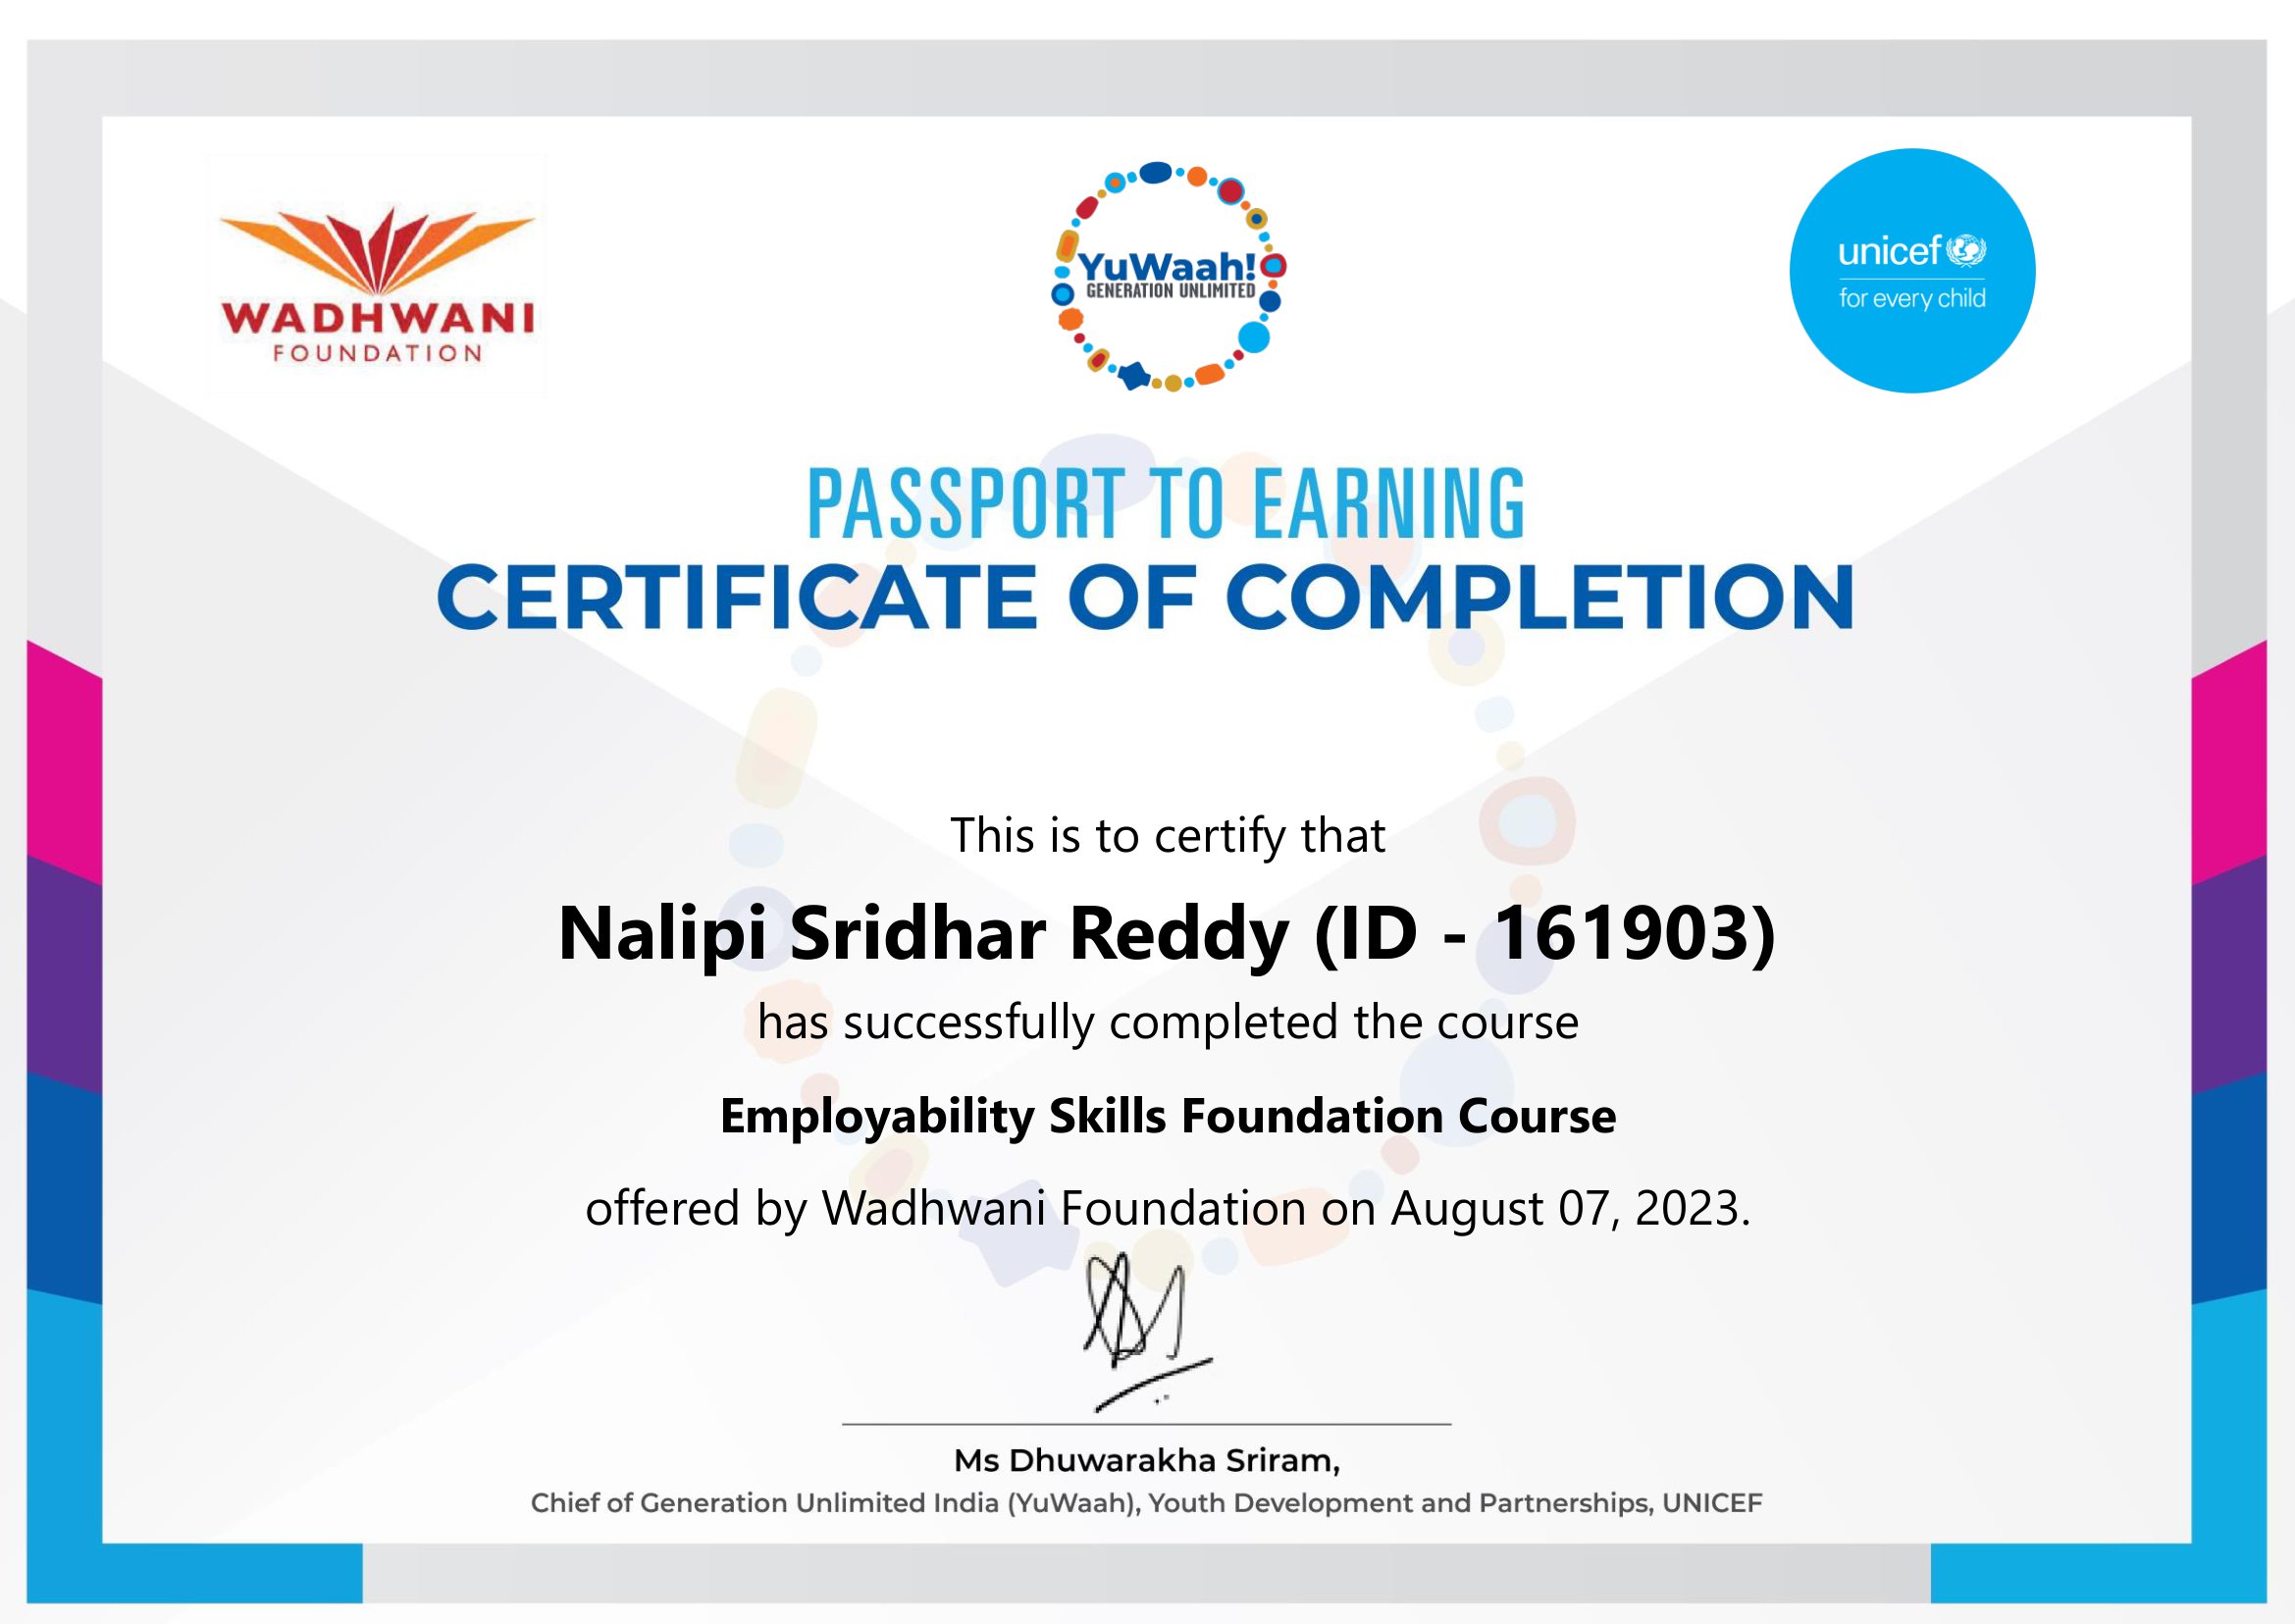 WADHWANI
FOUNDATION
YuWaah!
GENERATION UNLIMITED
unicef
for every child
PASSPORT TO EARNING
CERTIFICATE OF COMPLETION
This is to certify that
Nalipi Sridhar Reddy (ID - 161903)
has successfully completed the course
Employability Skills Foundation Course
offered by Wadhwani Foundation on August 07, 2023.
Ms Dhuwarakha Sriram,
Chief of Generation Unlimited India (YuWaah), Youth Development and Partnerships, UNICEF